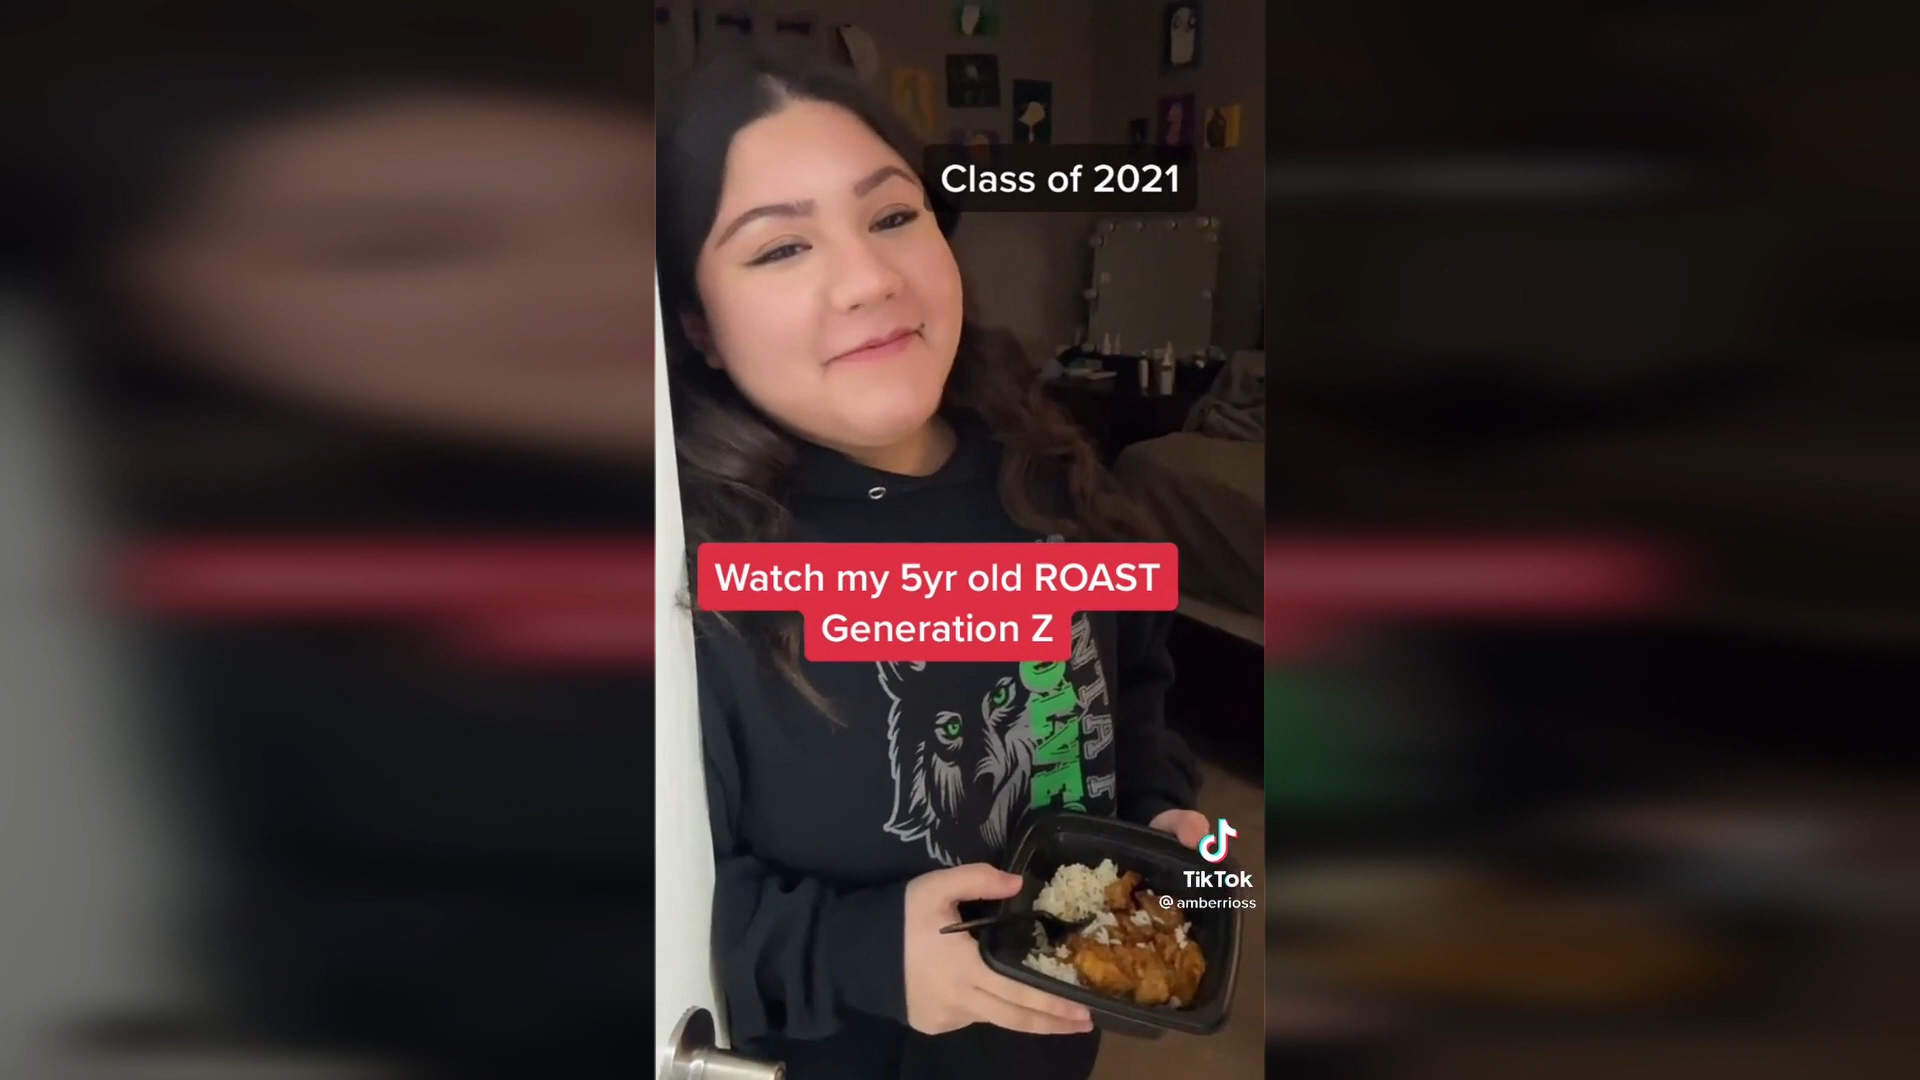 Class of 2021
Watch my 5yr old ROAST
Generation Z
TikTok
@ amberrioss